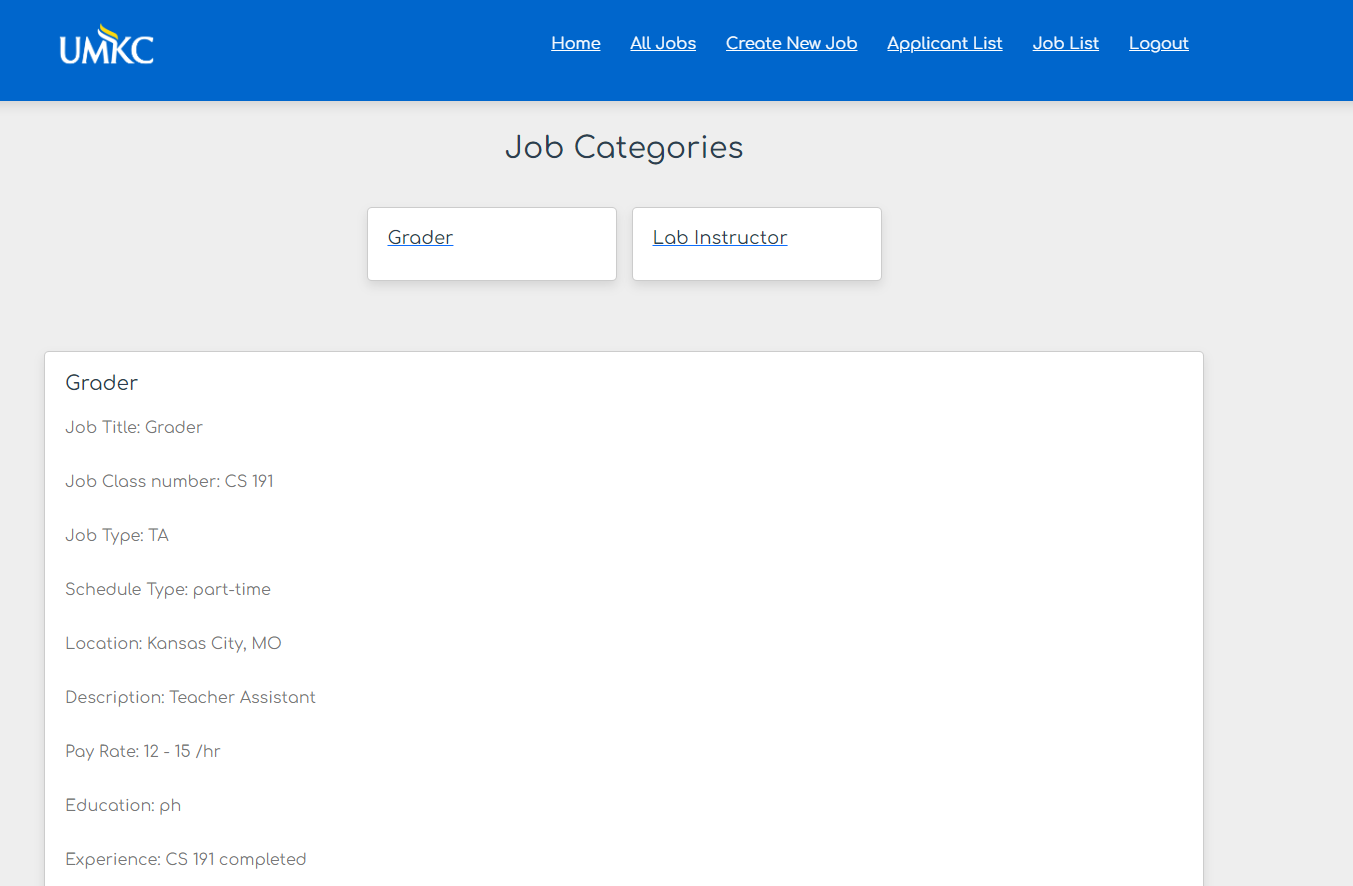 UMKC
Home All Jobs Create New Job Applicant List Job List Logout
Job Categories
Grader Lab Instructor
Grader
Job Title: Grader
Job Class number: CS 191
Job Type: TA
Schedule Type: part-time
Location: Kansas City, MO
Description: Teacher Assistant
Pay Rate: 12 - 15 /hr
Education: ph
Experience: CS 191 completed